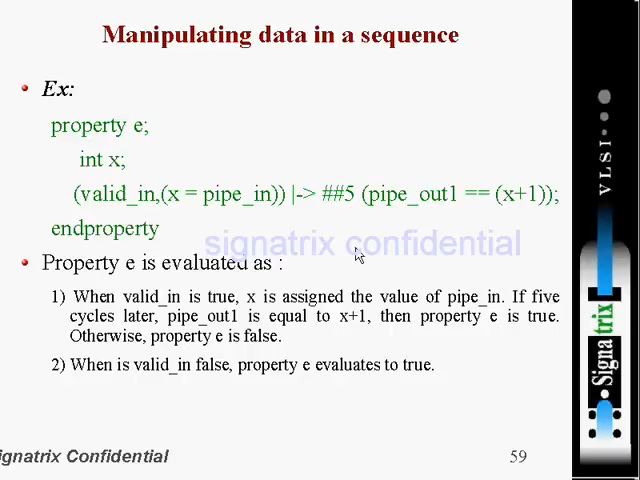 Manipulating data in a sequence
Ex:
property e;
int x;
(valid_in,(x = pipe_in)) |-> ##5 (pipe_out1 == (x+1));
endproperty
signatrix confidential
Property e is evaluated as :
1) When valid_in is true, x is assigned the value of pipe_in. If five
cycles later, pipe_out1 is equal to x+1, then property e is true.
Otherwise, property e is false.
2) When is valid_in false, property e evaluates to true.
ignatrix Confidential
59
VLSI
Signatrix